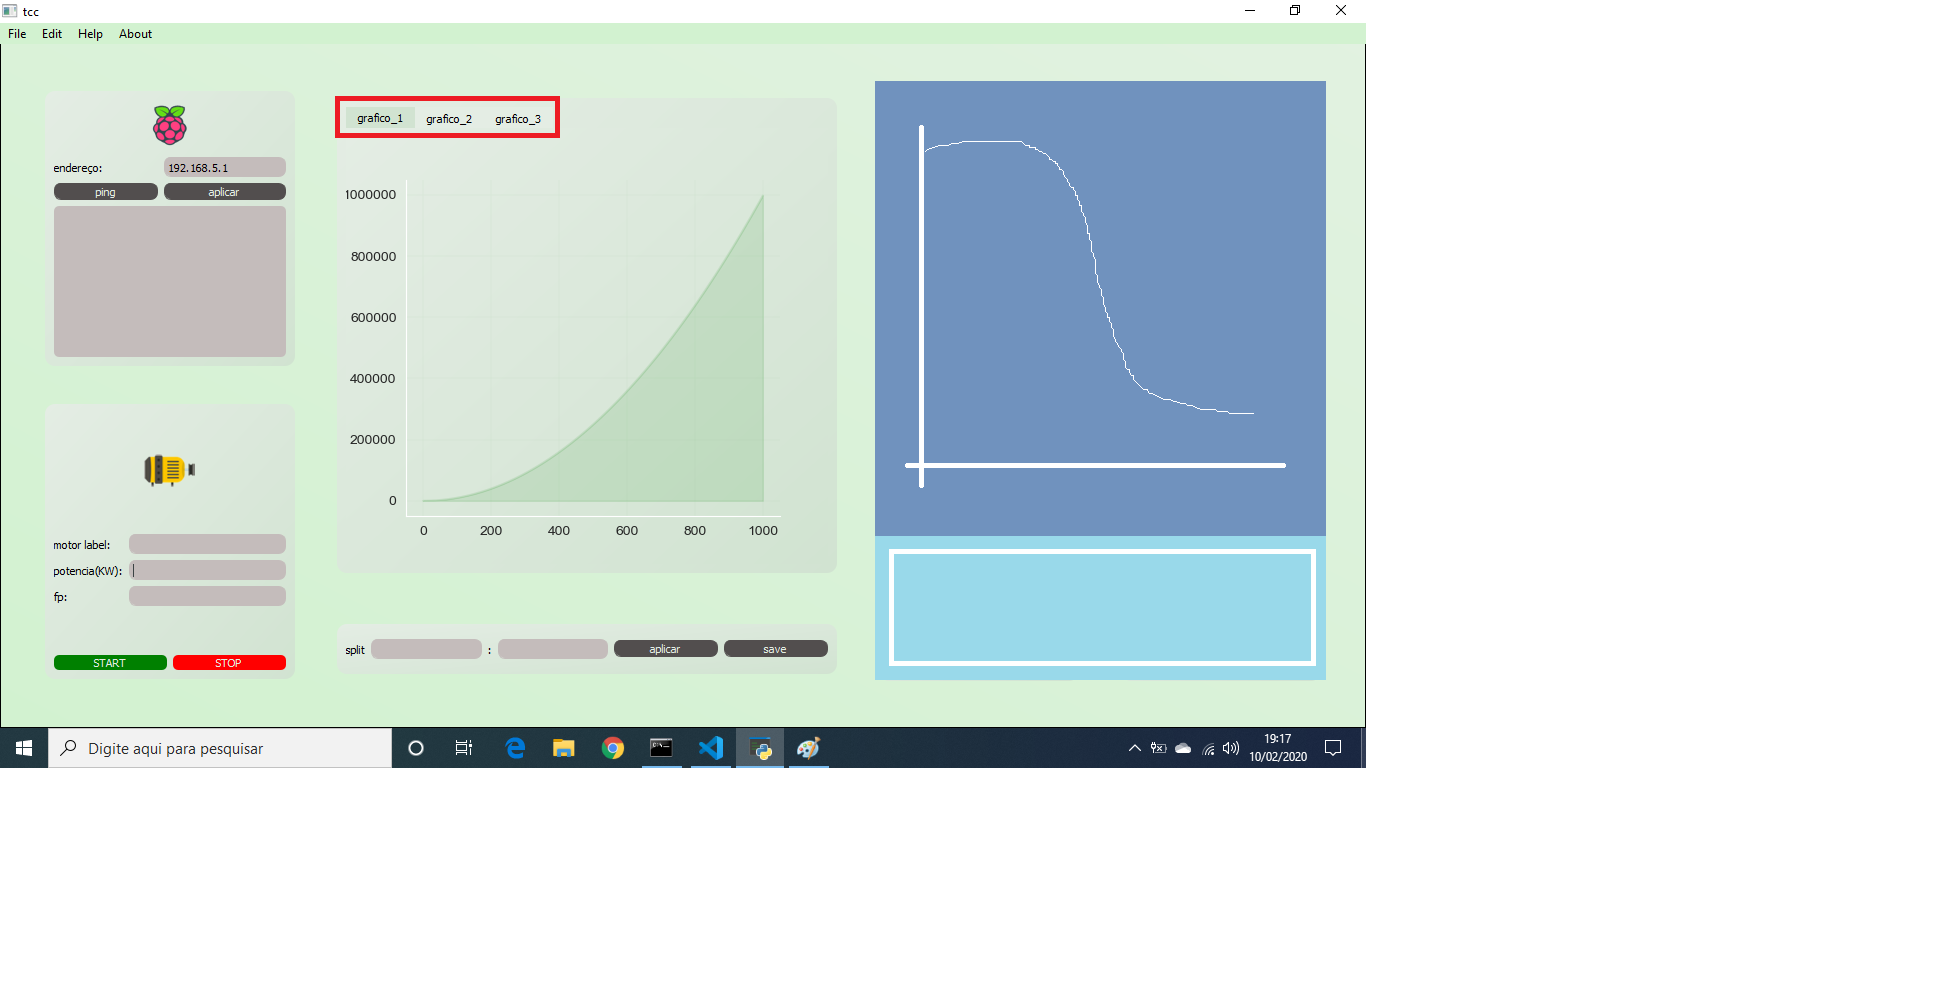 tcc
File Edit Help About
endereço: 192.168.5.1
ping aplicar
motor label:
potencia(KW):
fp:
START STOP
grafico_1 grafico_2 grafico_3
1000000
800000
600000
400000
200000
0
0 200 400 600 800 1000
split : aplicar save
Digite aqui para pesquisar
19:17
10/02/2020